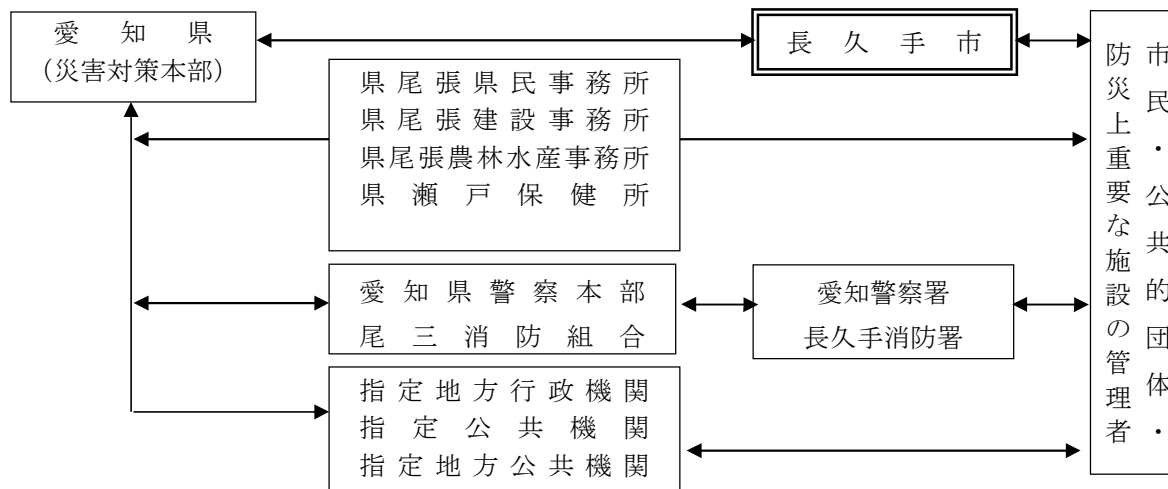 愛知県
(災害対策本部)
長久手市
県尾張県民事務所
県尾張建設事務所
県尾張農林水産事務所
県瀬戸保健所
愛知県警察本部
尾三消防組合
愛知警察署
長久手消防署
指定地方行政機関
指定公共機関
指定地方公共機関
市民・公共的団体・
防災上重要な施設の管理者